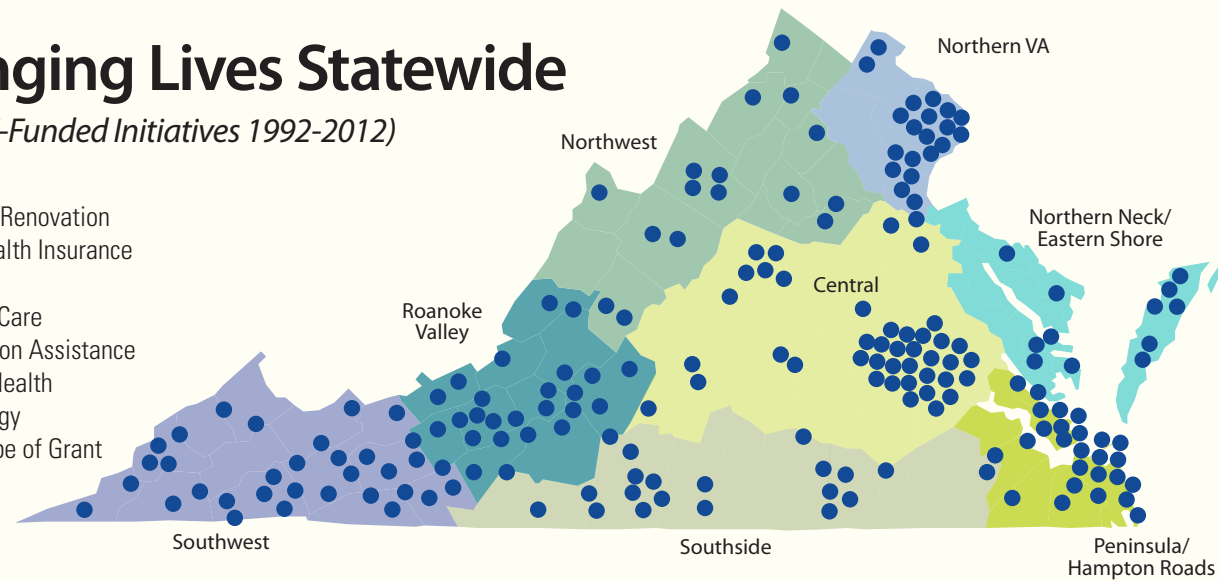 nging Lives Statewide
-Funded Initiatives 1992-2012)
Renovation
alth Insurance
Care
on Assistance
Health
gy
pe of Grant
Northern VA
Northwest
Northern Neck/
Eastern Shore
Central
Roanoke
Valley
Southwest
Southside
Peninsula/
Hampton Roads